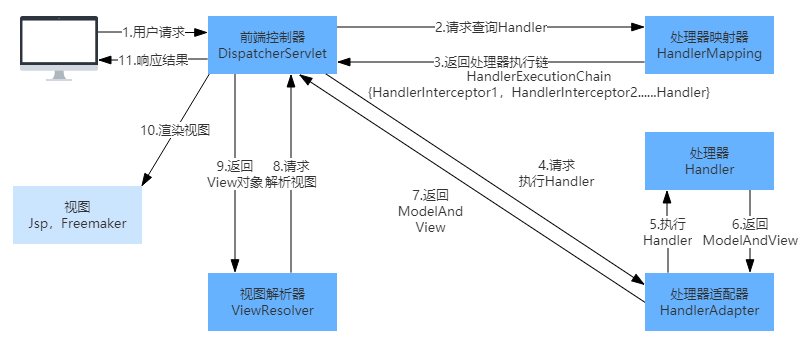 1.用户请求
11.响应结果
前端控制器
DispatcherServlet
2.请求查询Handler
3.返回处理器执行链
HandlerExecutionChain
{HandlerInterceptor1，HandlerInterceptor2......Handler}
处理器映射器
HandlerMapping
10.渲染视图
9.返回
View对象
8.请求
解析视图
7.返回
ModelAnd
View
4.请求
执行Handler
处理器
Handler
5.执行
Handler
6.返回
ModelAndView
视图
Jsp，Freemaker
视图解析器
ViewResolver
处理器适配器
HandlerAdapter